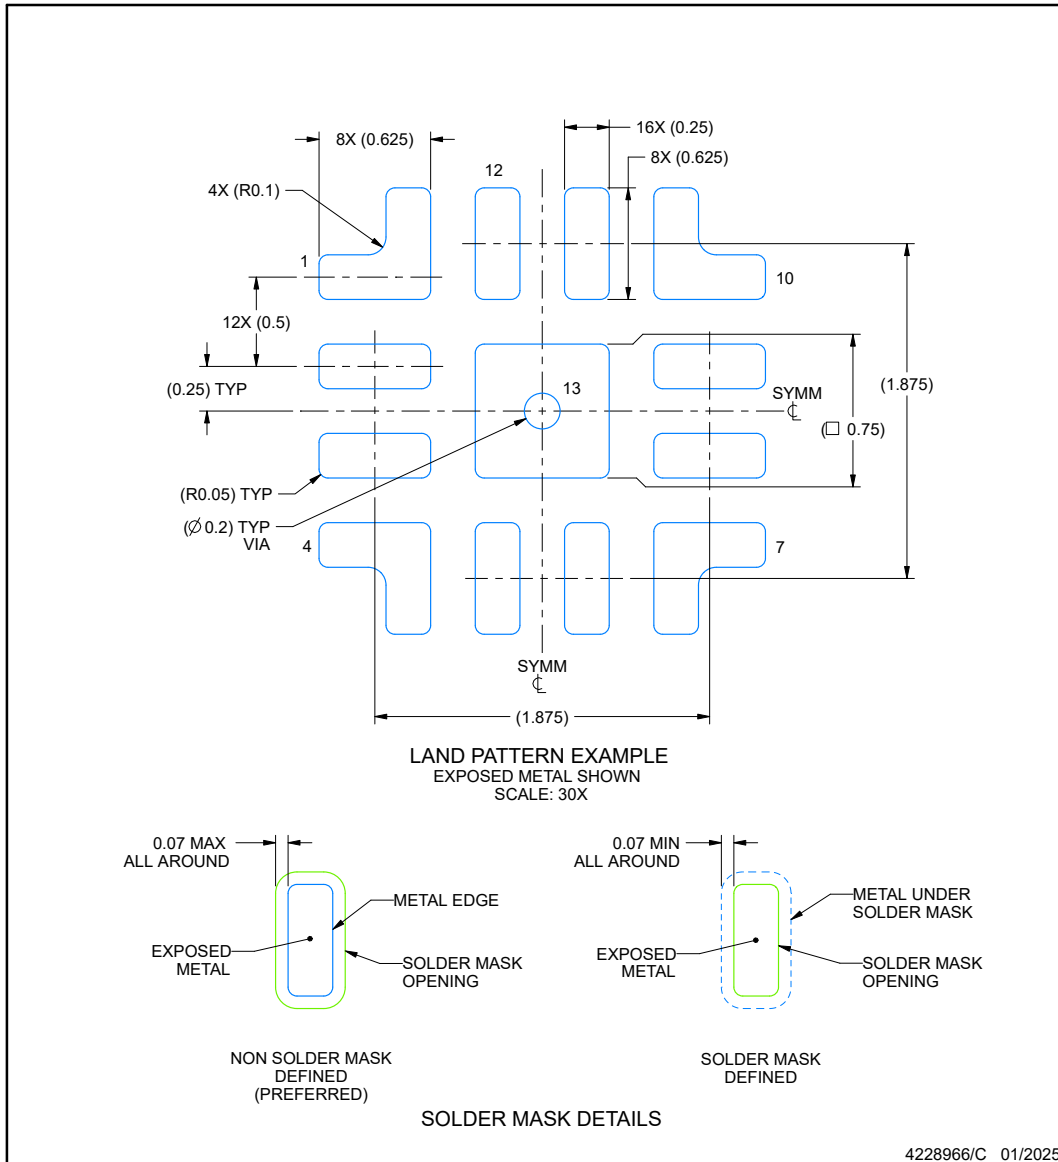 8X (0.625)
16X (0.25)
8X (0.625)
12
4X (R0.1)
1
10
12X (0.5)
(0.25) TYP
13
SYMM
℄
(1.875)
(□ 0.75)
(R0.05) TYP
(Ø 0.2) TYP
VIA
4
7
SYMM
℄
(1.875)
LAND PATTERN EXAMPLE
EXPOSED METAL SHOWN
SCALE: 30X
0.07 MAX
ALL AROUND
METAL EDGE
EXPOSED
METAL
SOLDER MASK
OPENING
NON SOLDER MASK
DEFINED
(PREFERRED)
0.07 MIN
ALL AROUND
METAL UNDER
SOLDER MASK
EXPOSED
METAL
SOLDER MASK
OPENING
SOLDER MASK
DEFINED
SOLDER MASK DETAILS
4228966/C 01/2025